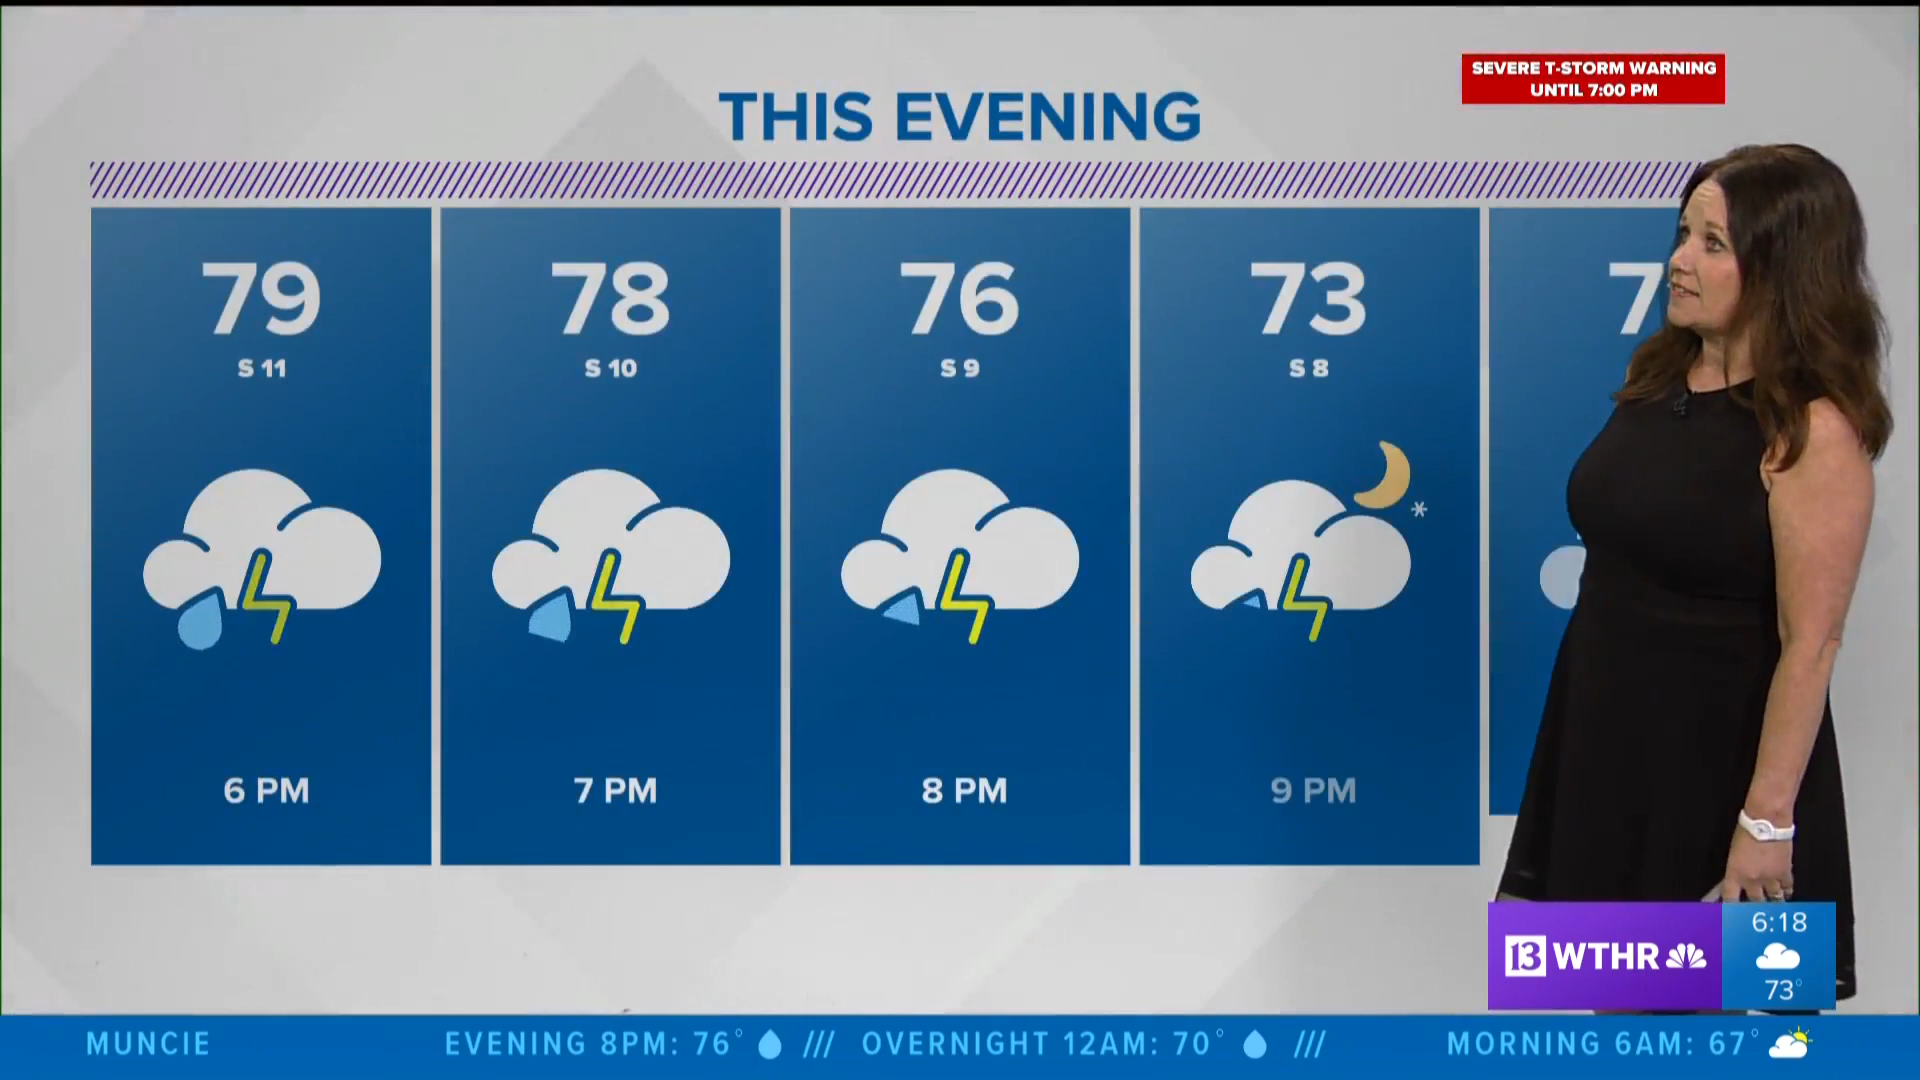 SEVERE T-STORM WARNING
UNTIL 7:00 PM
THIS EVENING
79
S 11
6 PM
78
S 10
7 PM
76
S 9
8 PM
73
S 8
9 PM
13 WTHR
6:18
73°
MUNCIE EVENING 8PM: 76° /// OVERNIGHT 12AM: 70° /// MORNING 6AM: 67°